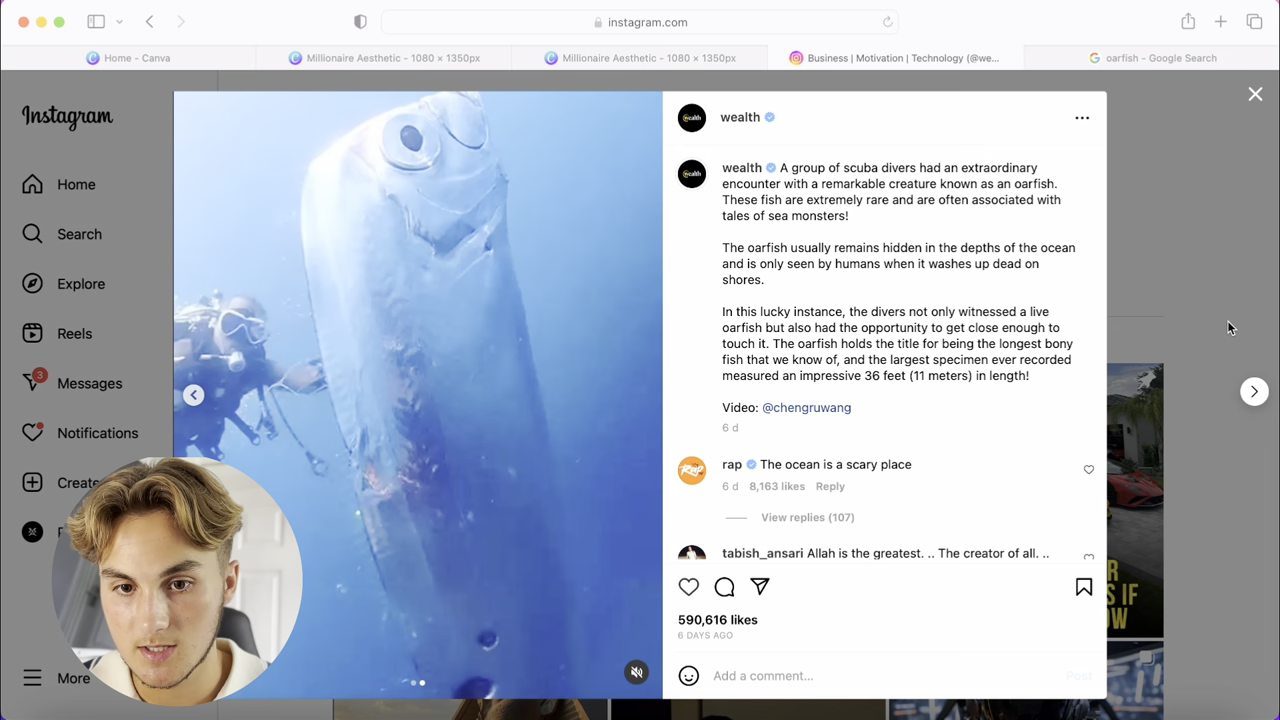 instagram.com
Home - Canva
Millionaire Aesthetic - 1080 × 1350px
Millionaire Aesthetic - 1080 × 1350px
Business | Motivation | Technology (@we...
oarfish - Google Search
Instagram
Home
Search
Explore
Reels
3
Messages
Notifications
Create
More
wealth
wealth A group of scuba divers had an extraordinary
encounter with a remarkable creature known as an oarfish.
These fish are extremely rare and are often associated with
tales of sea monsters!
The oarfish usually remains hidden in the depths of the ocean
and is only seen by humans when it washes up dead on
shores.
In this lucky instance, the divers not only witnessed a live
oarfish but also had the opportunity to get close enough to
touch it. The oarfish holds the title for being the longest bony
fish that we know of, and the largest specimen ever recorded
measured an impressive 36 feet (11 meters) in length!
Video: @chengruwang
6 d
rap The ocean is a scary place
6 d 8,163 likes Reply
View replies (107)
tabish_ansari Allah is the greatest. .. The creator of all. ..
590,616 likes
6 DAYS AGO
Add a comment...
Post
S IF
OW